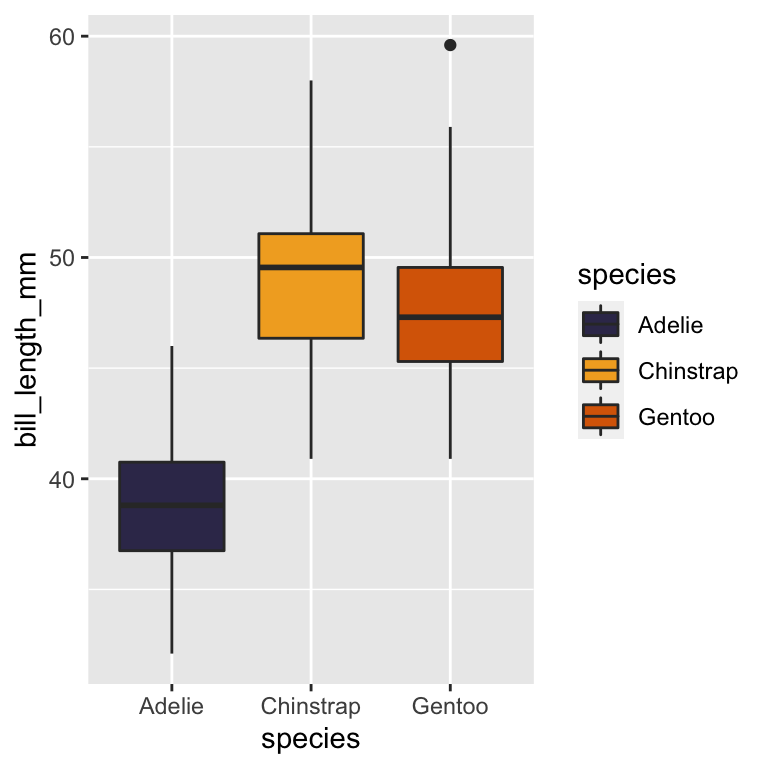 60
50
40
bill_length_mm
Adelie
Chinstrap
Gentoo
species
species
Adelie
Chinstrap
Gentoo